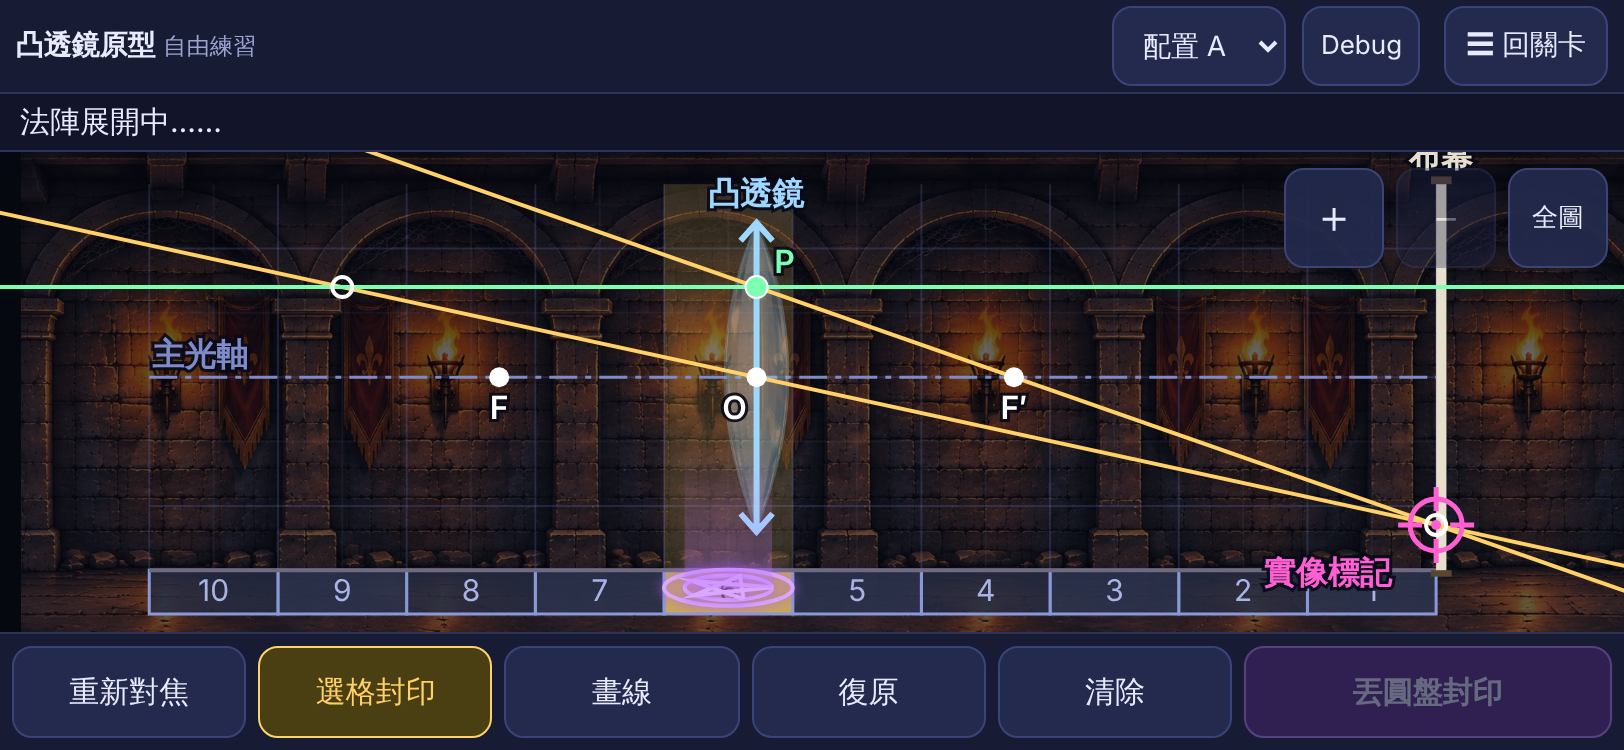 凸透鏡原型 自由練習
配置 A
Debug
☰ 回關卡
法陣展開中......
布幕
凸透鏡
+
−
全圖
P
主光軸
F
O
F′
實像標記
10 9 8 7 5 4 3 2 1
重新對焦
選格封印
畫線
復原
清除
丟圓盤封印